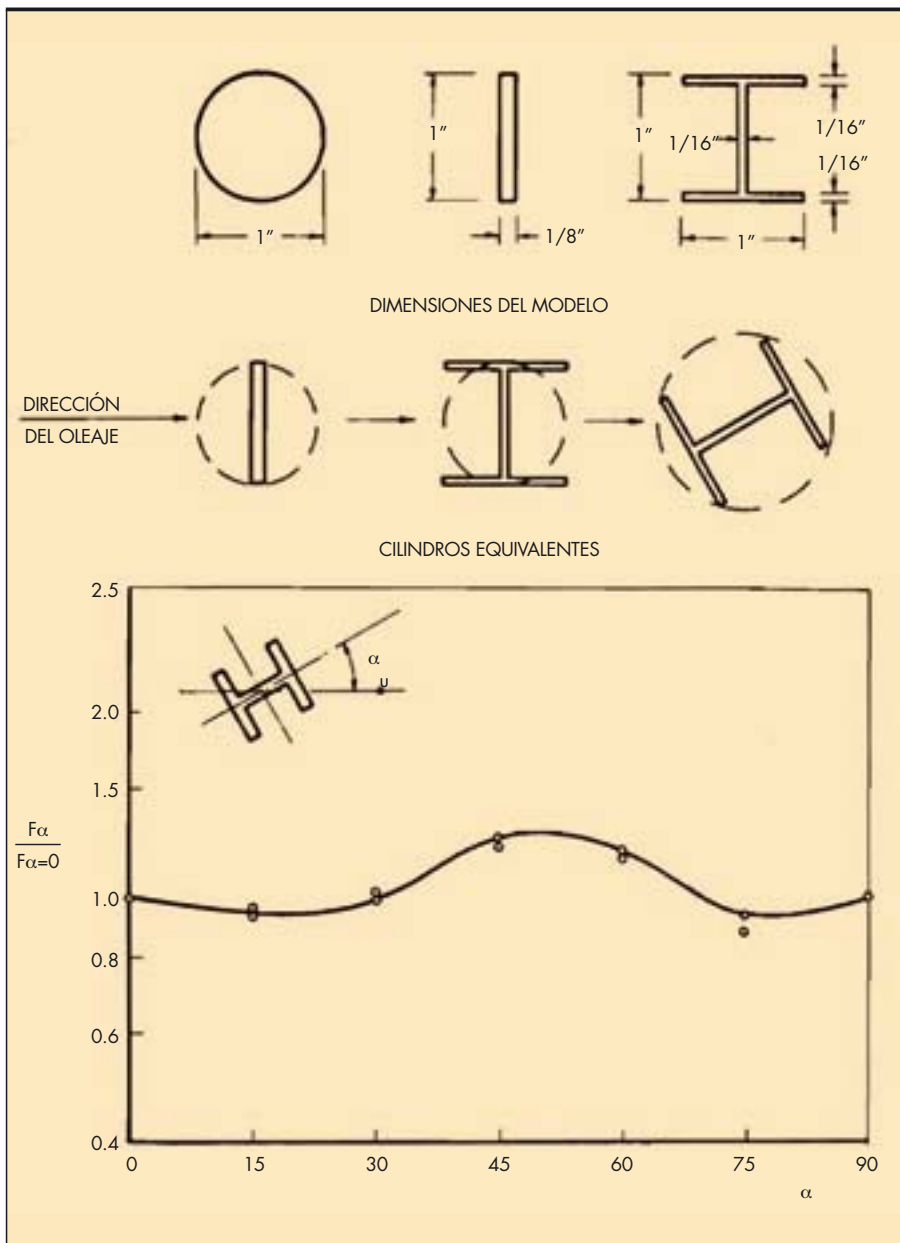 1"
1/8"
1"
1"
1/16"
1/16"
1/16"
1"
DIMENSIONES DEL MODELO
DIRECCIÓN
DEL OLEAJE
CILINDROS EQUIVALENTES
2.5
2.0
1.5
1.0
0.8
0.6
0.4
Fα
Fα=0
α
υ
0 15 30 45 60 75 90
α